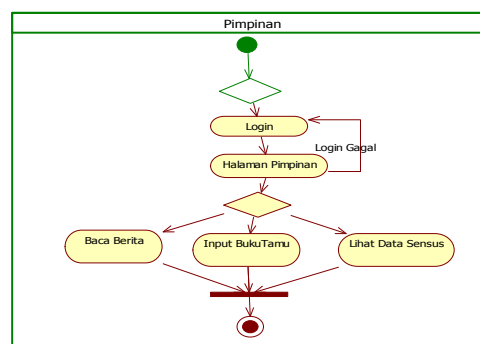 Pimpinan
Login
Login Gagal
Halaman Pimpinan
Baca Berita
Input BukuTamu
Lihat Data Sensus